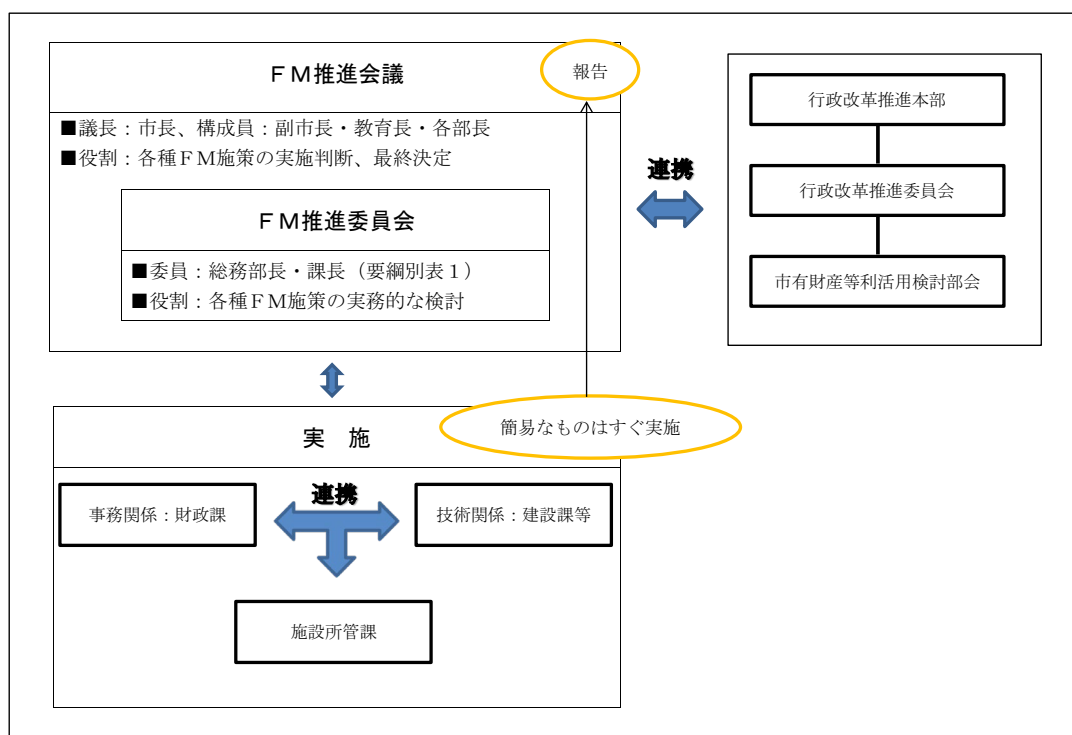 ＦＭ推進会議
報告
■議長：市長、構成員：副市長・教育長・各部長
■役割：各種ＦＭ施策の実施判断、最終決定
ＦＭ推進委員会
■委員：総務部長・課長（要綱別表１）
■役割：各種ＦＭ施策の実務的な検討
連携
行政改革推進本部
行政改革推進委員会
市有財産等利活用検討部会
実　施
簡易なものはすぐ実施
連携
事務関係：財政課
技術関係：建設課等
施設所管課